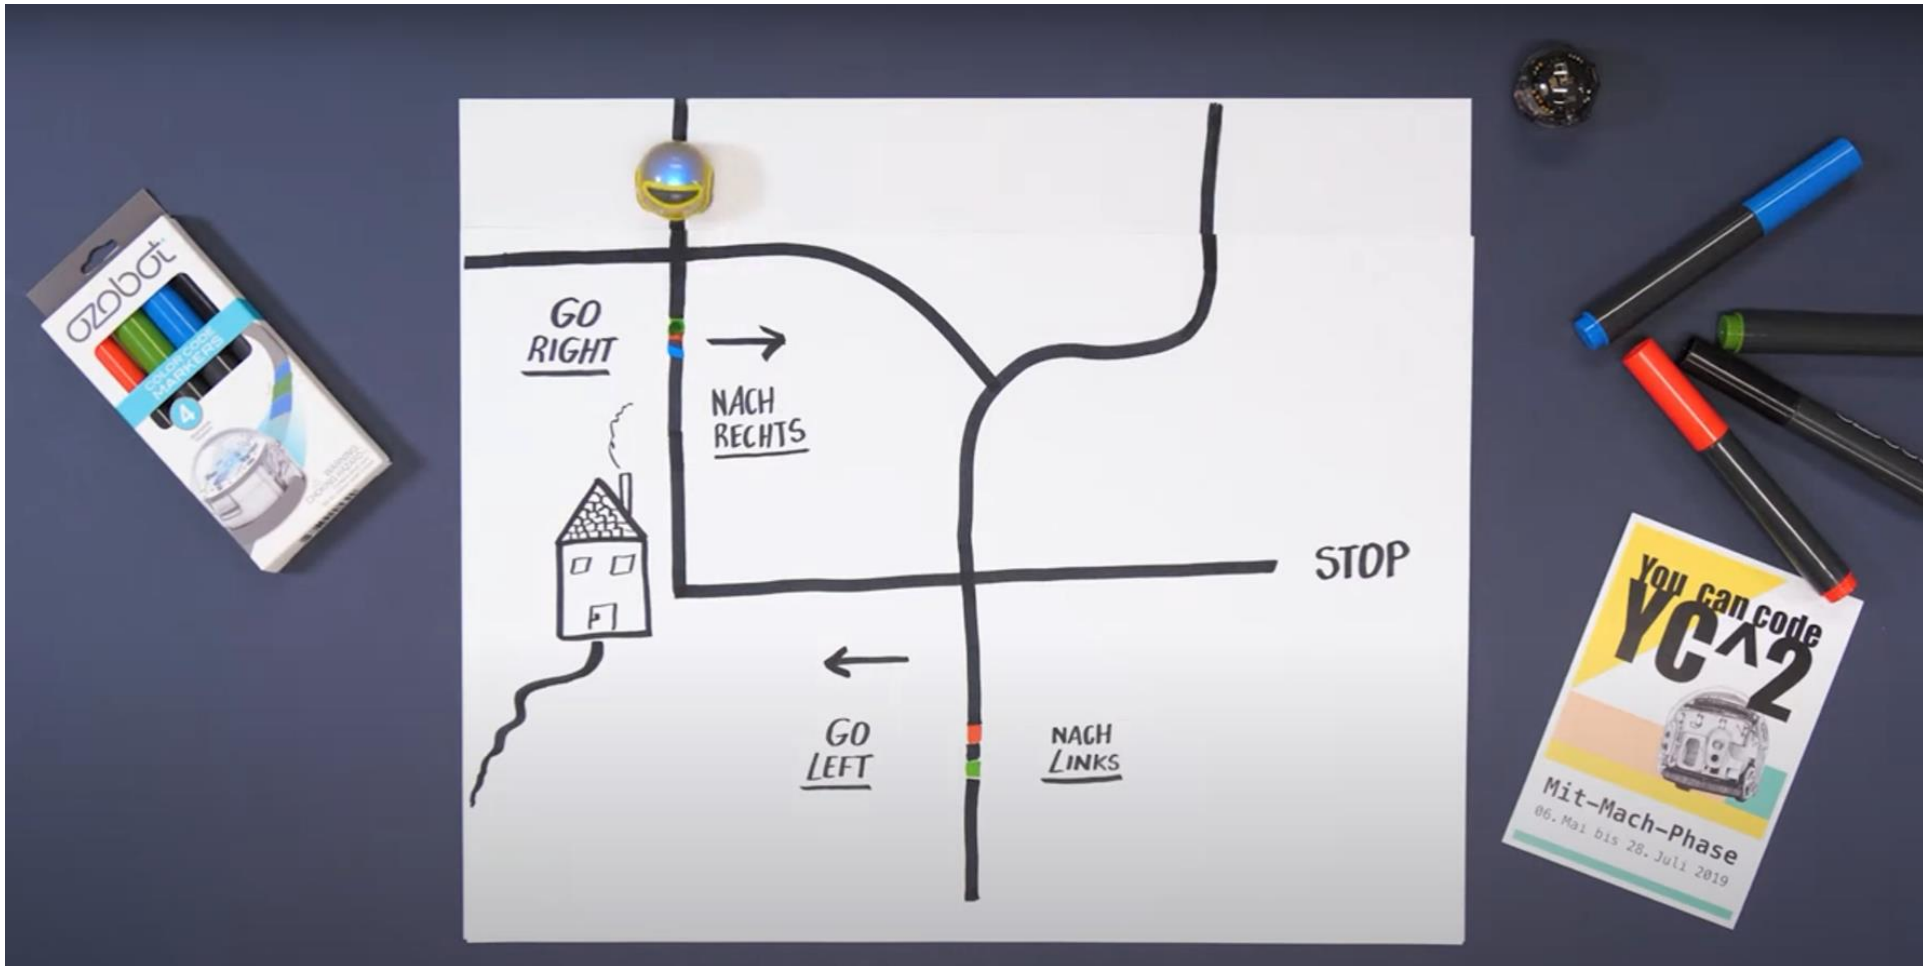 ozobot
COLOR CODE
MARKERS
4
GO
RIGHT
NACH
RECHTS
STOP
GO
LEFT
NACH
LINKS
You can code
YC^2
Mit-Mach-Phase
06. Mai bis 28. Juli 2019